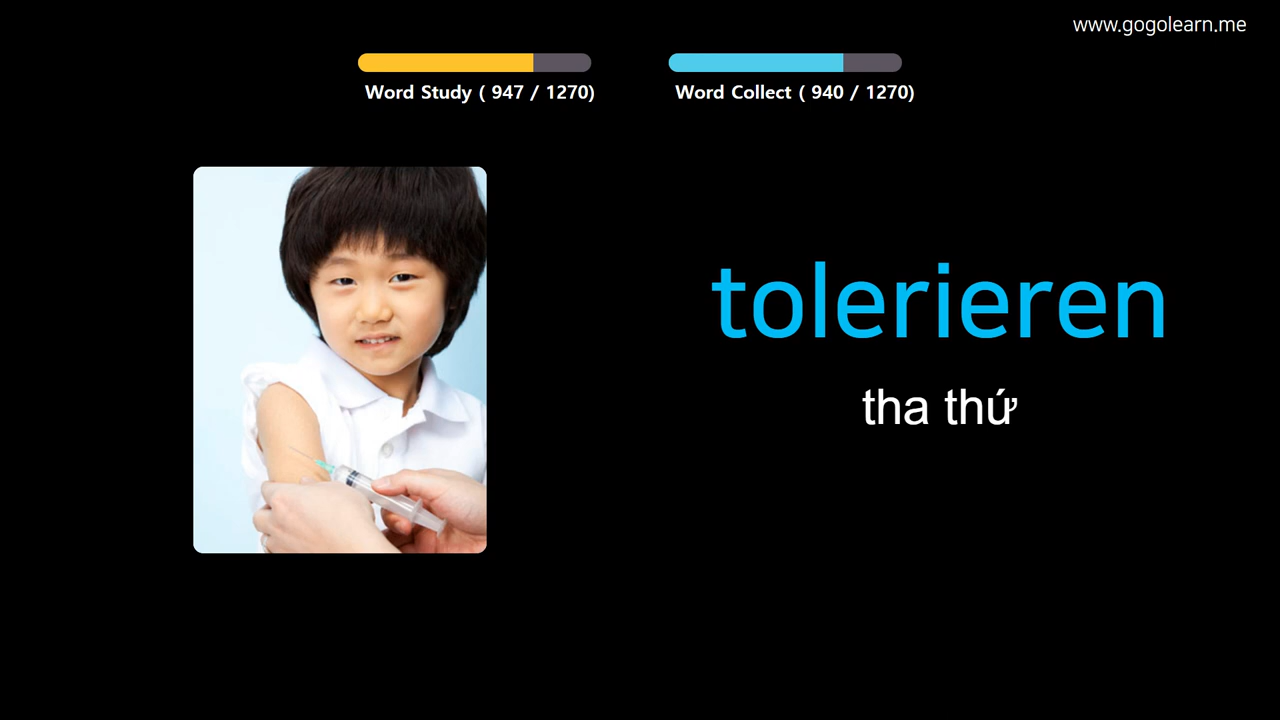 www.gogolearn.me
Word Study ( 947 / 1270)
Word Collect ( 940 / 1270)
tolerieren
tha thứ